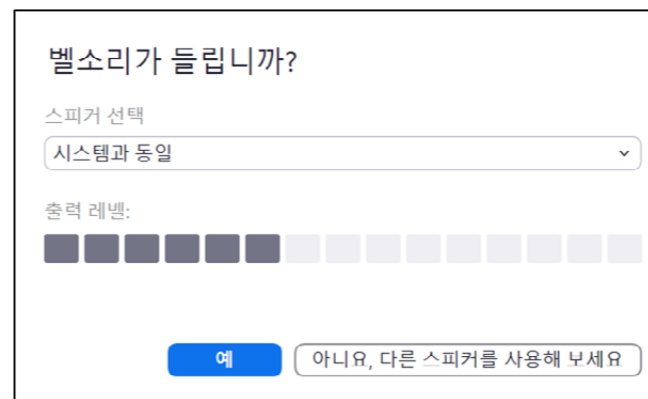 벨소리가 들립니까?
스피거 선택
시스템과 동일
출력 레벨:
예
아니요, 다른 스피커를 사용해 보세요